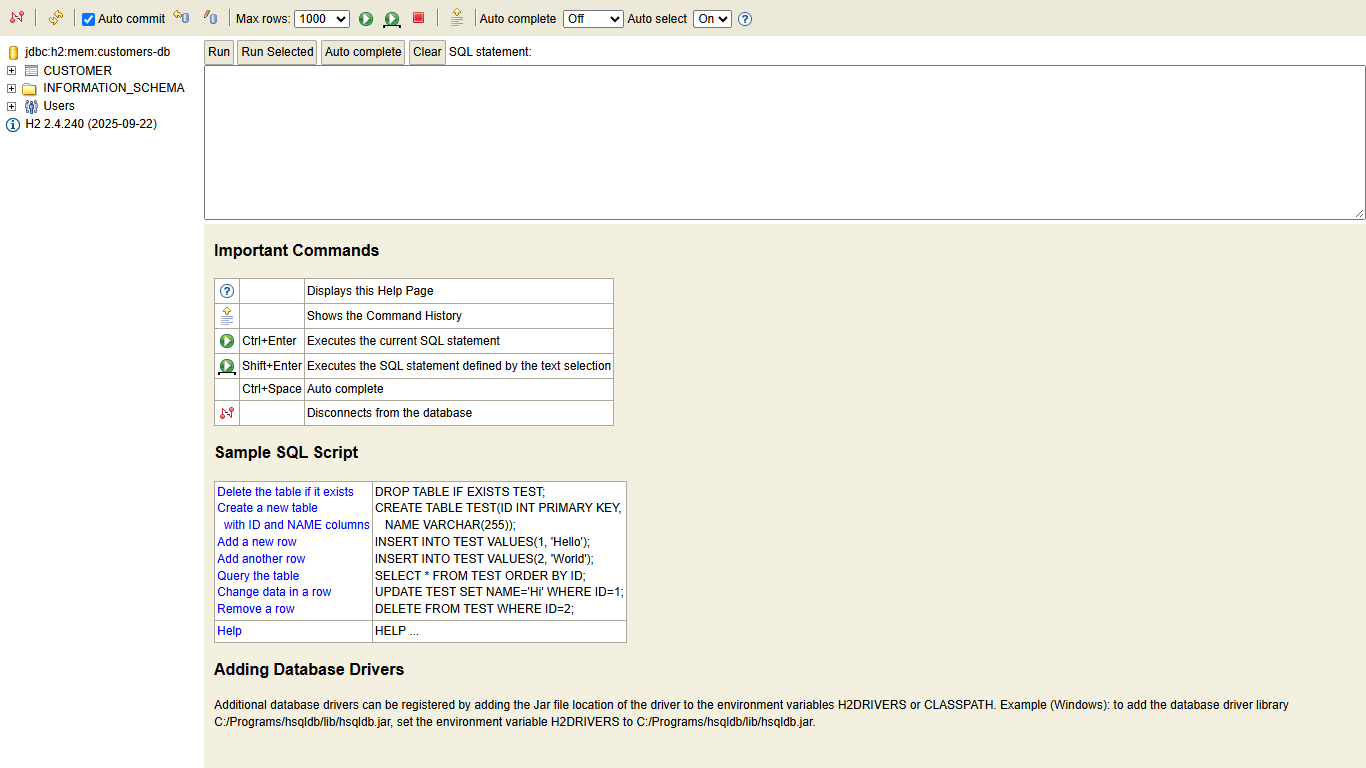 Auto commit Max rows: 1000 Auto complete Off Auto select On
jdbc:h2:mem:customers-db
CUSTOMER
INFORMATION_SCHEMA
Users
H2 2.4.240 (2025-09-22)
Run Run Selected Auto complete Clear SQL statement:
Important Commands
Displays this Help Page
Shows the Command History
Ctrl+Enter Executes the current SQL statement
Shift+Enter Executes the SQL statement defined by the text selection
Ctrl+Space Auto complete
Disconnects from the database
Sample SQL Script
Delete the table if it exists DROP TABLE IF EXISTS TEST;
Create a new table CREATE TABLE TEST(ID INT PRIMARY KEY,
with ID and NAME columns NAME VARCHAR(255));
Add a new row INSERT INTO TEST VALUES(1, 'Hello');
Add another row INSERT INTO TEST VALUES(2, 'World');
Query the table SELECT * FROM TEST ORDER BY ID;
Change data in a row UPDATE TEST SET NAME='Hi' WHERE ID=1;
Remove a row DELETE FROM TEST WHERE ID=2;
Help HELP ...
Adding Database Drivers
Additional database drivers can be registered by adding the Jar file location of the driver to the environment variables H2DRIVERS or CLASSPATH. Example (Windows): to add the database driver library
C:/Programs/hsqldb/lib/hsqldb.jar, set the environment variable H2DRIVERS to C:/Programs/hsqldb/lib/hsqldb.jar.